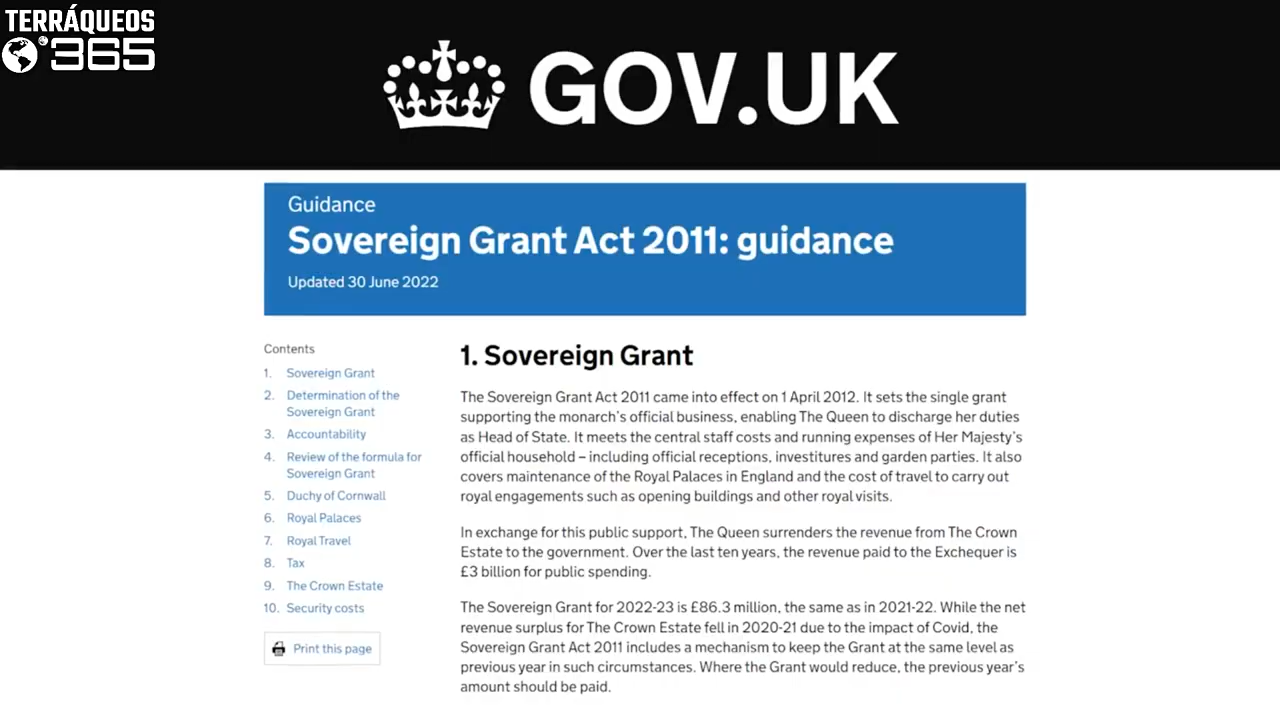 TERRÁQUEOS
365
GOV.UK
Guidance
Sovereign Grant Act 2011: guidance
Updated 30 June 2022
Contents
1. Sovereign Grant
2. Determination of the
Sovereign Grant
3. Accountability
4. Review of the formula for
Sovereign Grant
5. Duchy of Cornwall
6. Royal Palaces
7. Royal Travel
8. Tax
9. The Crown Estate
10. Security costs
Print this page
1. Sovereign Grant
The Sovereign Grant Act 2011 came into effect on 1 April 2012. It sets the single grant
supporting the monarch's official business, enabling The Queen to discharge her duties
as Head of State. It meets the central staff costs and running expenses of Her Majesty's
official household – including official receptions, investitures and garden parties. It also
covers maintenance of the Royal Palaces in England and the cost of travel to carry out
royal engagements such as opening buildings and other royal visits.
In exchange for this public support, The Queen surrenders the revenue from The Crown
Estate to the government. Over the last ten years, the revenue paid to the Exchequer is
£3 billion for public spending.
The Sovereign Grant for 2022-23 is £86.3 million, the same as in 2021-22. While the net
revenue surplus for The Crown Estate fell in 2020-21 due to the impact of Covid, the
Sovereign Grant Act 2011 includes a mechanism to keep the Grant at the same level as
previous year in such circumstances. Where the Grant would reduce, the previous year's
amount should be paid.